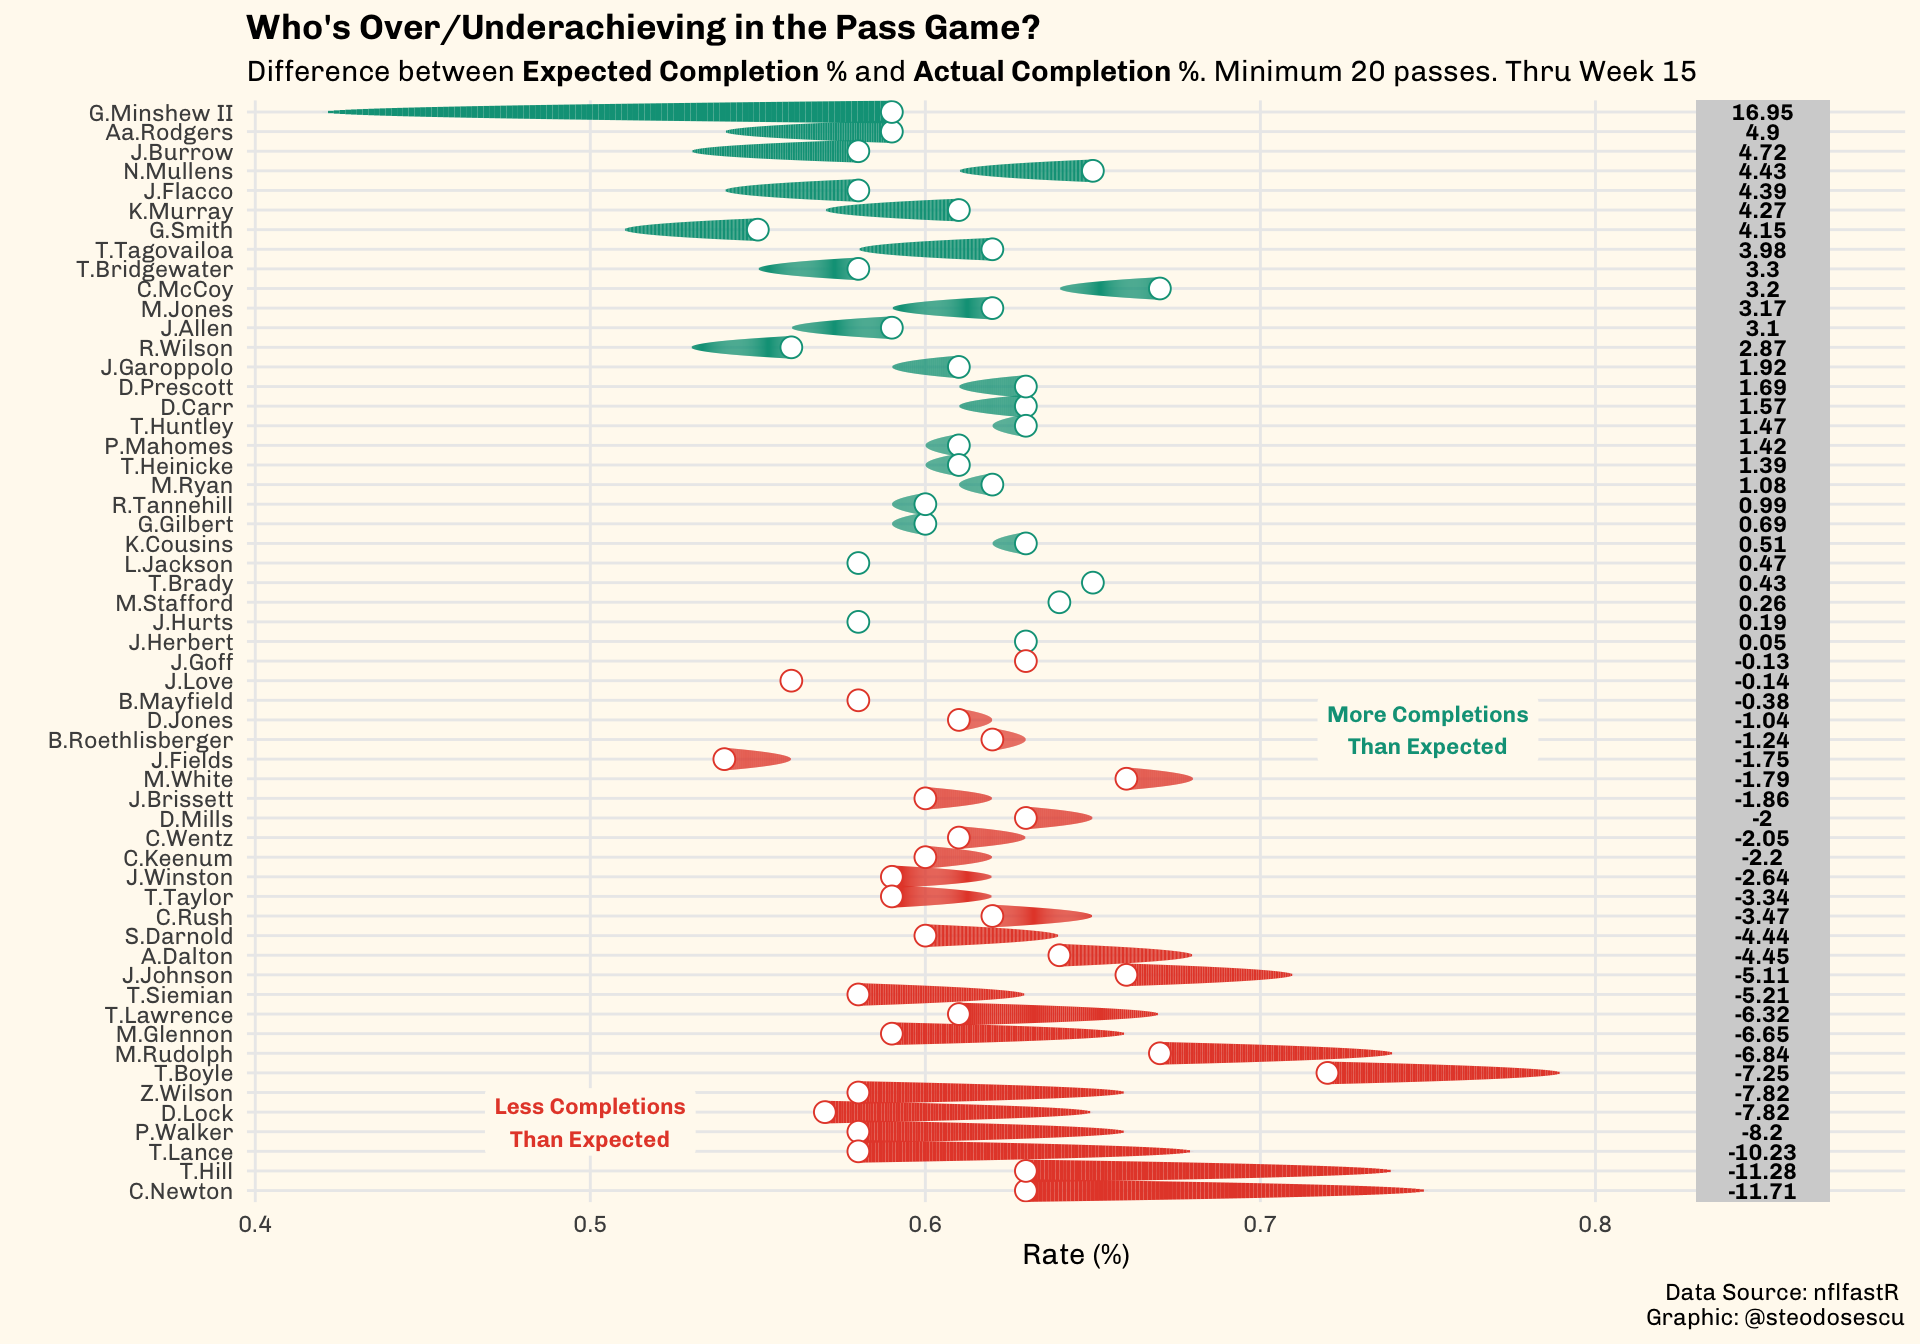 Who's Over/Underachieving in the Pass Game?
Difference between Expected Completion % and Actual Completion %. Minimum 20 passes. Thru Week 15
G.Minshew II 16.95
Aa.Rodgers 4.9
J.Burrow 4.72
N.Mullens 4.43
J.Flacco 4.39
K.Murray 4.27
G.Smith 4.15
T.Tagovailoa 3.98
T.Bridgewater 3.3
C.McCoy 3.2
M.Jones 3.17
J.Allen 3.1
R.Wilson 2.87
J.Garoppolo 1.92
D.Prescott 1.69
D.Carr 1.57
T.Huntley 1.47
P.Mahomes 1.42
T.Heinicke 1.39
M.Ryan 1.08
R.Tannehill 0.99
G.Gilbert 0.69
K.Cousins 0.51
L.Jackson 0.47
T.Brady 0.43
M.Stafford 0.26
J.Hurts 0.19
J.Herbert 0.05
J.Goff -0.13
J.Love -0.14
B.Mayfield -0.38
D.Jones -1.04
B.Roethlisberger -1.24
J.Fields -1.75
M.White -1.79
J.Brissett -1.86
D.Mills -2
C.Wentz -2.05
C.Keenum -2.2
J.Winston -2.64
T.Taylor -3.34
C.Rush -3.47
S.Darnold -4.44
A.Dalton -4.45
J.Johnson -5.11
T.Siemian -5.21
T.Lawrence -6.32
M.Glennon -6.65
M.Rudolph -6.84
T.Boyle -7.25
Z.Wilson -7.82
D.Lock -7.82
P.Walker -8.2
T.Lance -10.23
T.Hill -11.28
C.Newton -11.71
More Completions
Than Expected
Less Completions
Than Expected
0.4 0.5 0.6 0.7 0.8
Rate (%)
Data Source: nflfastR
Graphic: @steodosescu